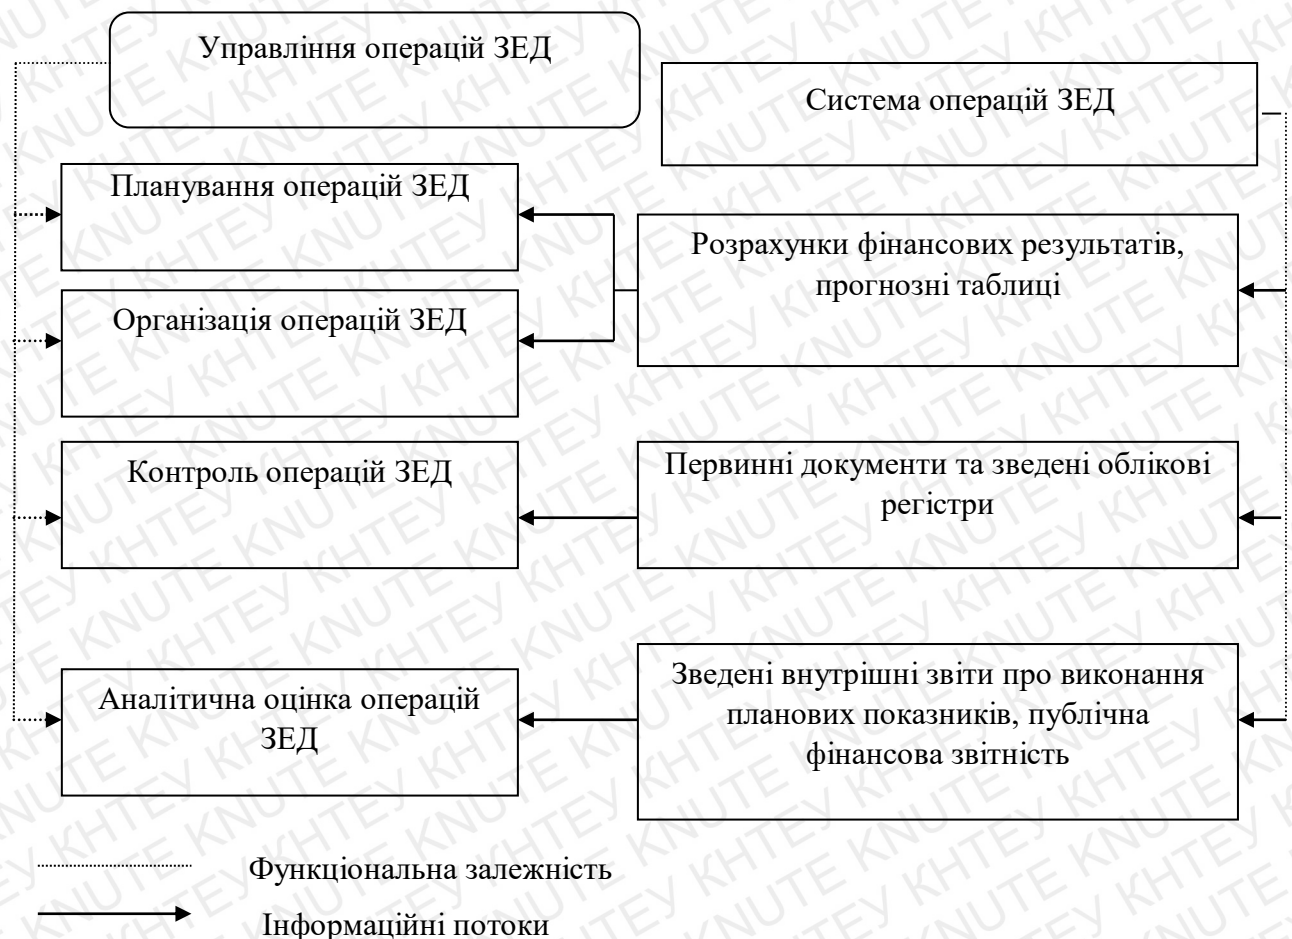 Управління операцій ЗЕД
Система операцій ЗЕД
Планування операцій ЗЕД
Розрахунки фінансових результатів,
прогнозні таблиці
Організація операцій ЗЕД
Контроль операцій ЗЕД
Первинні документи та зведені облікові
регістри
Аналітична оцінка операцій
ЗЕД
Зведені внутрішні звіти про виконання
планових показників, публічна
фінансова звітність
Функціональна залежність
Інформаційні потоки